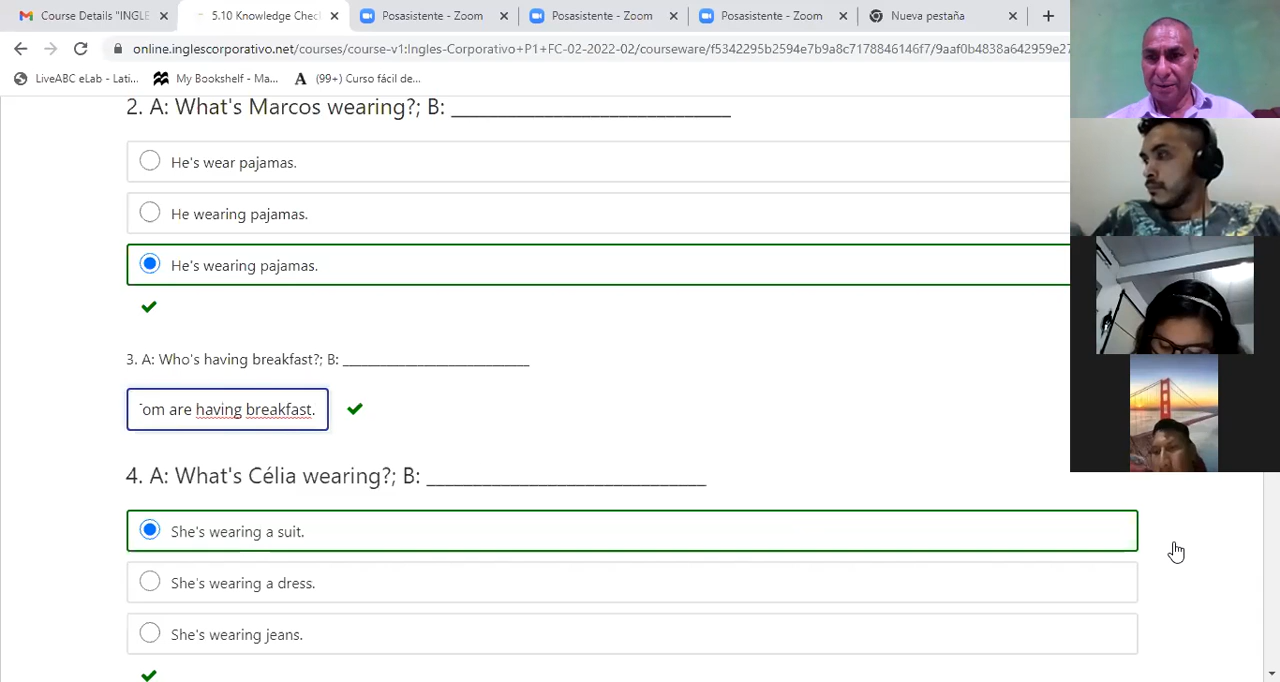 Course Details "INGLE
5.10 Knowledge Chec
Posasistente - Zoom
Posasistente - Zoom
Posasistente - Zoom
Nueva pestaña
online.inglescorporativo.net/courses/course-v1:Ingles-Corporativo+P1+FC-02-2022-02/courseware/f5342295b2594e7b9a8c7178846146f7/9aaf0b4838a642959e27
LiveABC eLab - Lati...
My Bookshelf - Ma...
(99+) Curso fácil de...
2. A: What's Marcos wearing?; B: ____________________________
He's wear pajamas.
He wearing pajamas.
He's wearing pajamas.
3. A: Who's having breakfast?; B: ____________________________
om are having breakfast.
4. A: What's Célia wearing?; B: ____________________________
She's wearing a suit.
She's wearing a dress.
She's wearing jeans.